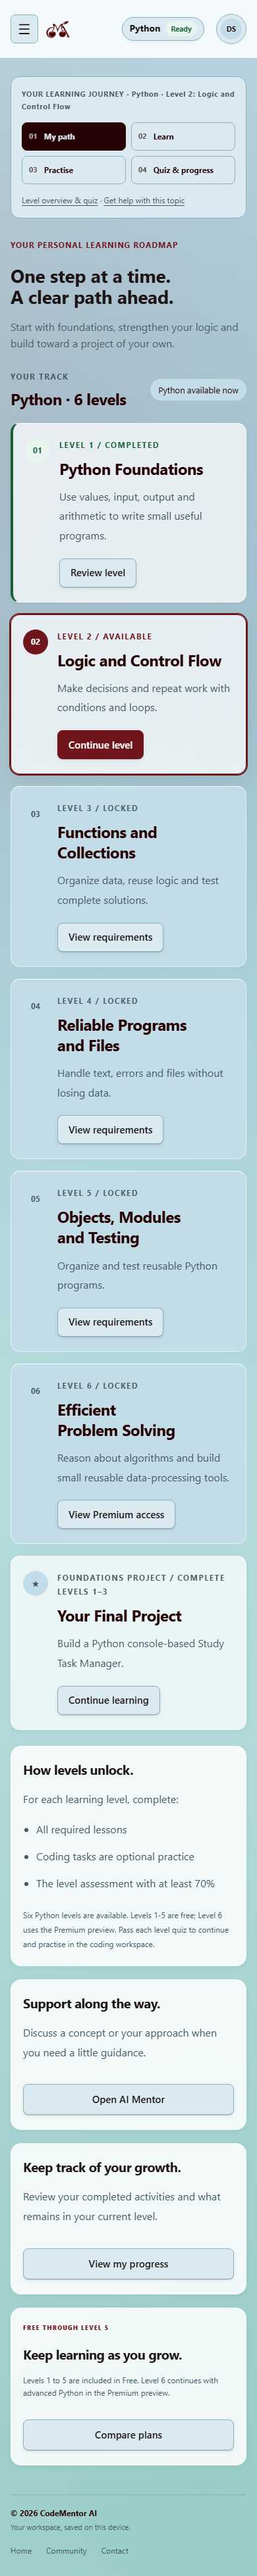 Python Ready DS
YOUR LEARNING JOURNEY · Python · Level 2: Logic and
Control Flow
01 My path
02 Learn
03 Practise
04 Quiz & progress
Level overview & quiz · Get help with this topic
YOUR PERSONAL LEARNING ROADMAP
One step at a time.
A clear path ahead.
Start with foundations, strengthen your logic and
build toward a project of your own.
YOUR TRACK
Python · 6 levels
Python available now
01
LEVEL 1 / COMPLETED
Python Foundations
Use values, input, output and
arithmetic to write small useful
programs.
Review level
02
LEVEL 2 / AVAILABLE
Logic and Control Flow
Make decisions and repeat work with
conditions and loops.
Continue level
03
LEVEL 3 / LOCKED
Functions and
Collections
Organize data, reuse logic and test
complete solutions.
View requirements
04
LEVEL 4 / LOCKED
Reliable Programs
and Files
Handle text, errors and files without
losing data.
View requirements
05
LEVEL 5 / LOCKED
Objects, Modules
and Testing
Organize and test reusable Python
programs.
View requirements
06
LEVEL 6 / LOCKED
Efficient
Problem Solving
Reason about algorithms and build
small reusable data-processing tools.
View Premium access
★
FOUNDATIONS PROJECT / COMPLETE
LEVELS 1–3
Your Final Project
Build a Python console-based Study
Task Manager.
Continue learning
How levels unlock.
For each learning level, complete:
• All required lessons
• Coding tasks are optional practice
• The level assessment with at least 70%
Six Python levels are available. Levels 1-5 are free; Level 6
uses the Premium preview. Pass each level quiz to continue
and practise in the coding workspace.
Support along the way.
Discuss a concept or your approach when
you need a little guidance.
Open AI Mentor
Keep track of your growth.
Review your completed activities and what
remains in your current level.
View my progress
FREE THROUGH LEVEL 5
Keep learning as you grow.
Levels 1 to 5 are included in Free. Level 6 continues with
advanced Python in the Premium preview.
Compare plans
© 2026 CodeMentor AI
Your workspace, saved on this device.
Home Community Contact